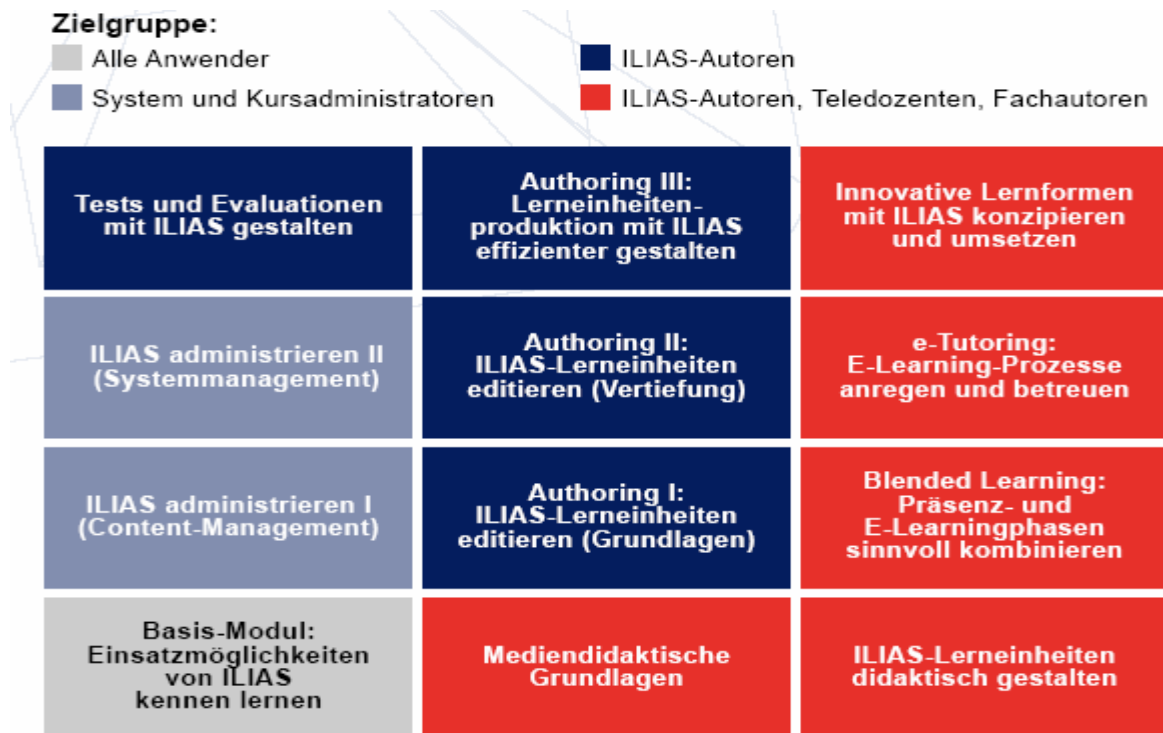 Zielgruppe:
Alle Anwender
ILIAS-Autoren
System und Kursadministratoren
ILIAS-Autoren, Teledozenten, Fachautoren
Tests und Evaluationen
mit ILIAS gestalten
Authoring III:
Lerneinheiten-
produktion mit ILIAS
effizienter gestalten
Innovative Lernformen
mit ILIAS konzipieren
und umsetzen
ILIAS administrieren II
(Systemmanagement)
Authoring II:
ILIAS-Lerneinheiten
editieren (Vertiefung)
e-Tutoring:
E-Learning-Prozesse
anregen und betreuen
ILIAS administrieren I
(Content-Management)
Authoring I:
ILIAS-Lerneinheiten
editieren (Grundlagen)
Blended Learning:
Präsenz- und
E-Learningphasen
sinnvoll kombinieren
Basis-Modul:
Einsatzmöglichkeiten
von ILIAS
kennen lernen
Mediendidaktische
Grundlagen
ILIAS-Lerneinheiten
didaktisch gestalten